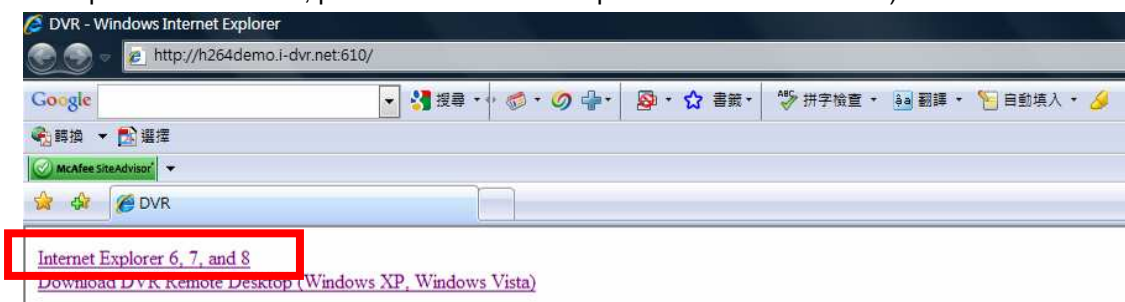 DVR - Windows Internet Explorer
http://h264demo.i-dvr.net:610/
Google 搜尋 書籤 ABC 拼字檢查 翻譯 自動填入
轉換 選擇
McAfee SiteAdvisor
DVR
Internet Explorer 6, 7, and 8
Download DVR Remote Desktop (Windows XP, Windows Vista)